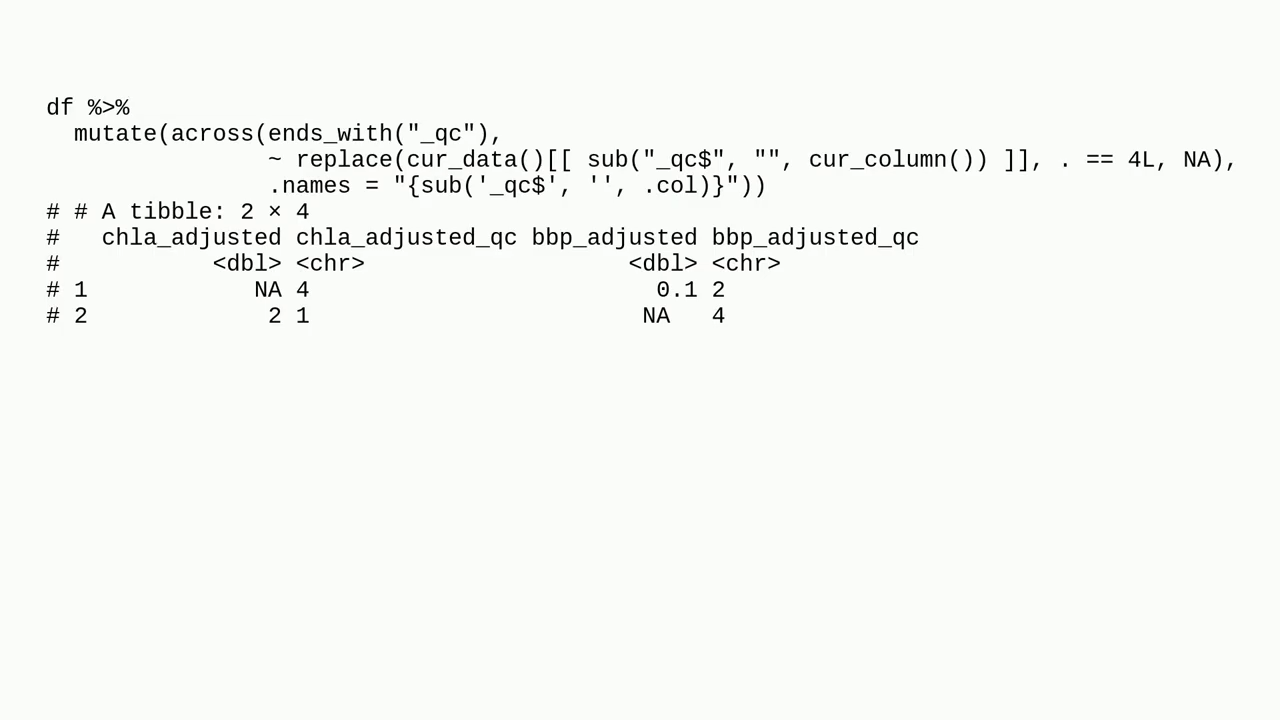 df %>%
  mutate(across(ends_with("_qc"),
                ~ replace(cur_data()[[ sub("_qc$", "", cur_column()) ]], . == 4L, NA),
                .names = "{sub('_qc$', '', .col)}"))
# # A tibble: 2 × 4
#   chla_adjusted chla_adjusted_qc bbp_adjusted bbp_adjusted_qc
#           <dbl> <chr>                   <dbl> <chr>
# 1            NA 4                         0.1 2
# 2             2 1                        NA   4